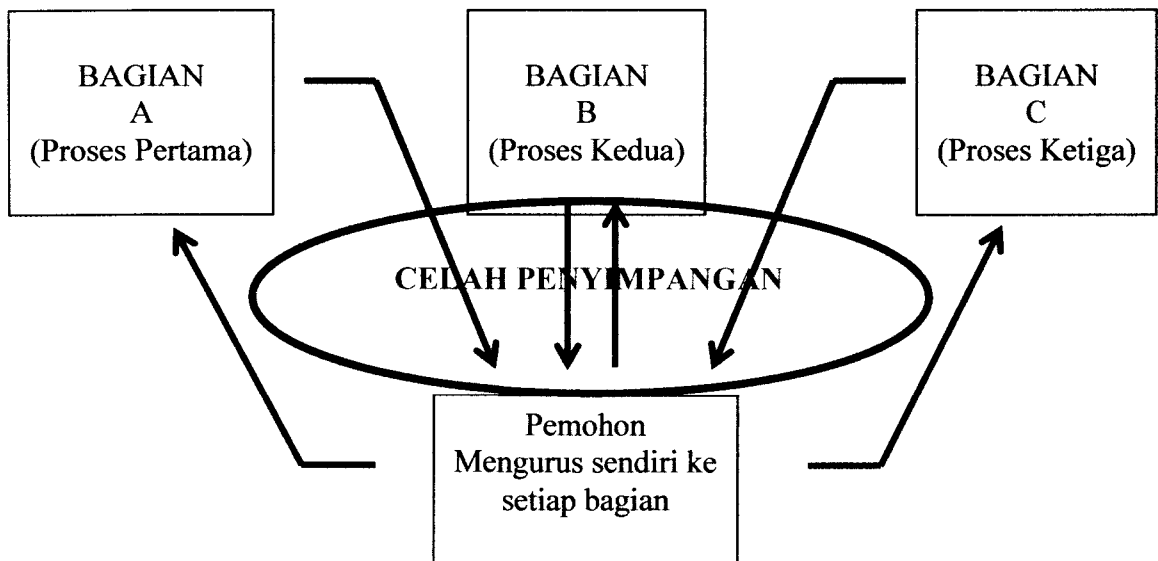 BAGIAN
A
(Proses Pertama)
BAGIAN
B
(Proses Kedua)
BAGIAN
C
(Proses Ketiga)
CELAH PENYIMPANGAN
Pemohon
Mengurus sendiri ke
setiap bagian